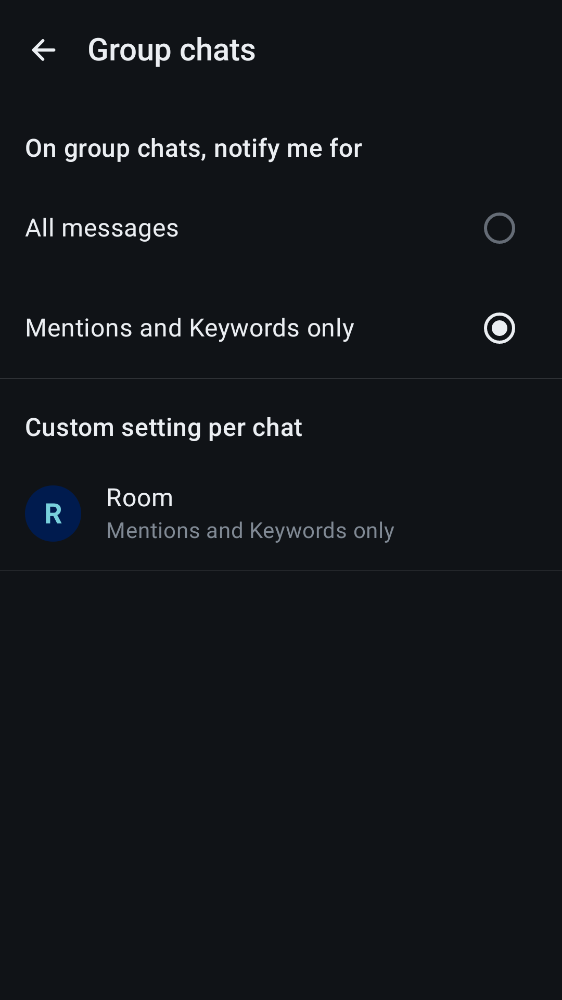 Group chats
On group chats, notify me for
All messages
Mentions and Keywords only
Custom setting per chat
R
Room
Mentions and Keywords only